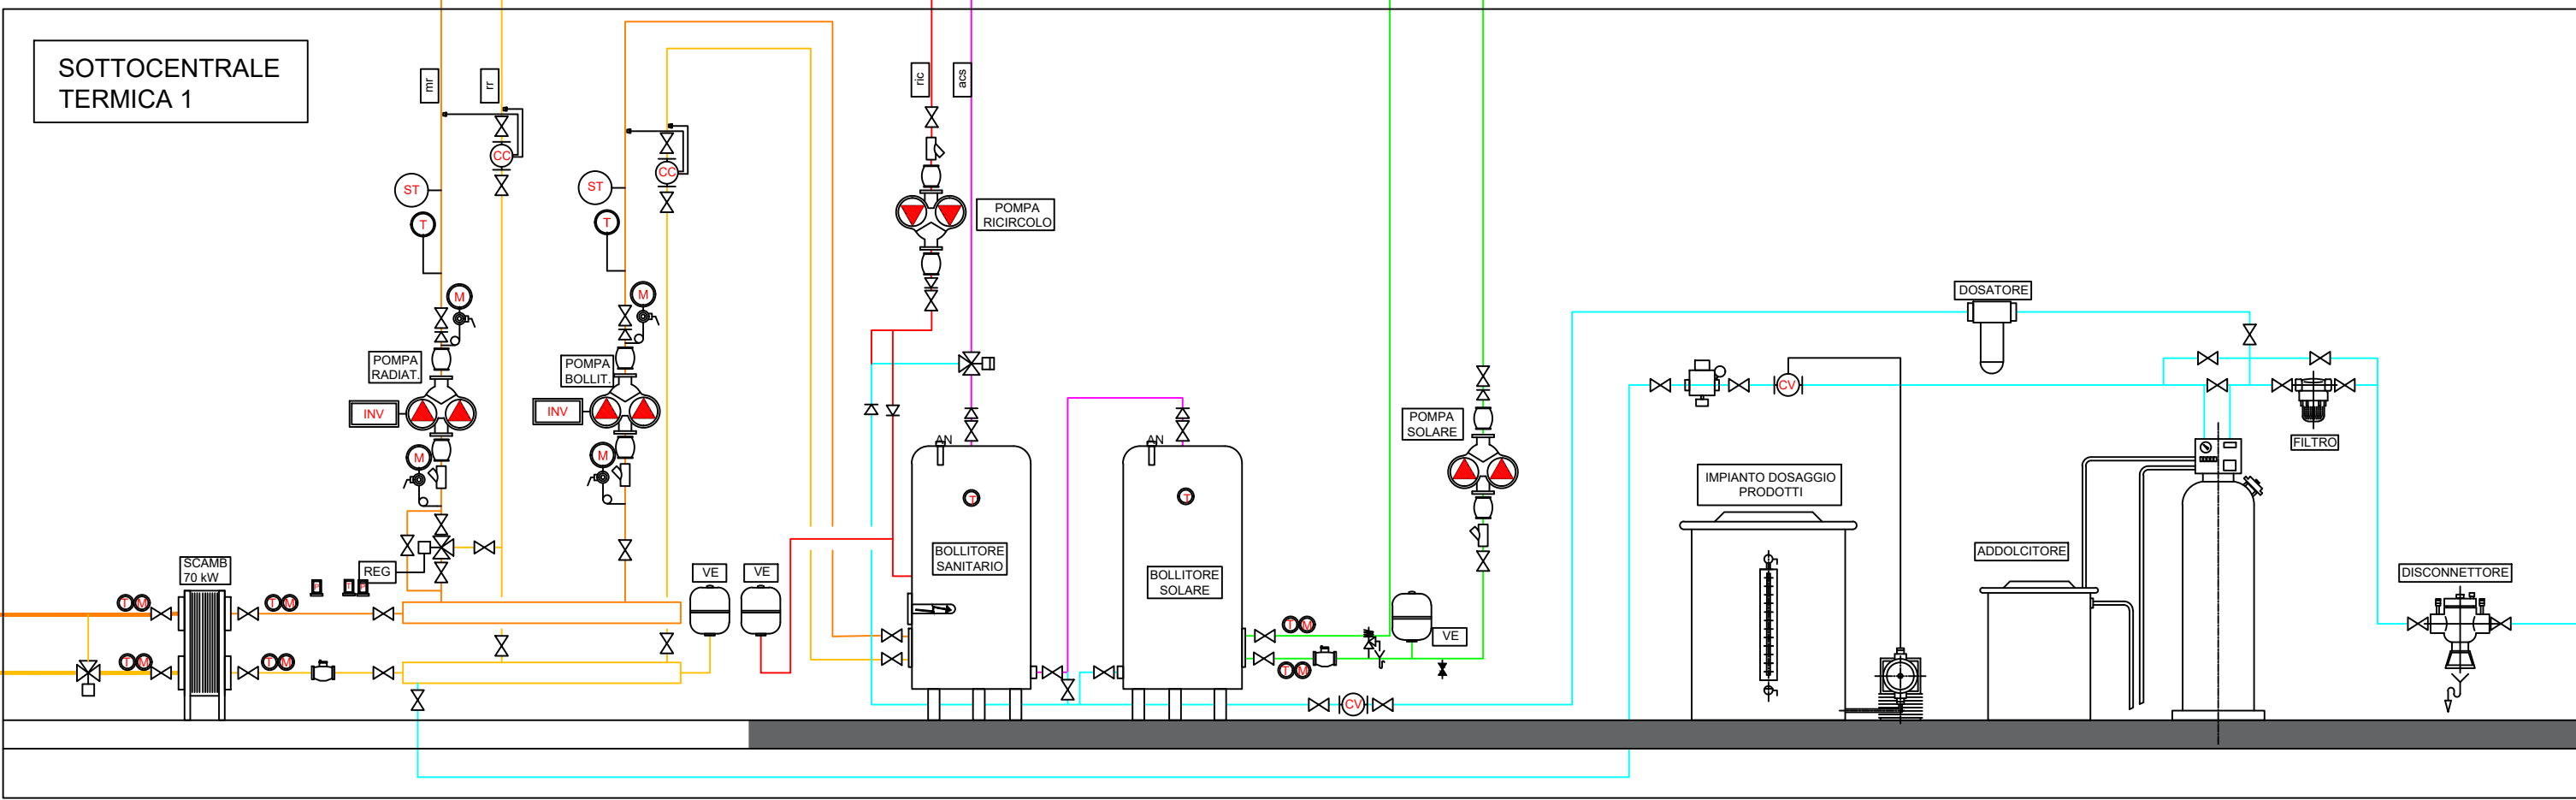 SOTTOCENTRALE
TERMICA 1
mr
rr
ric
acs
CC
CC
ST
ST
T
T
POMPA
RICIRCOLO
M
M
POMPA
RADIAT.
POMPA
BOLLIT.
INV
INV
M
M
DOSATORE
CV
POMPA
SOLARE
FILTRO
AN
AN
T
T
IMPIANTO DOSAGGIO
PRODOTTI
ADDOLCITORE
BOLLITORE
SANITARIO
BOLLITORE
SOLARE
SCAMB
70 kW
REG
VE
VE
DISCONNETTORE
T M
T M
T M
VE
T M
T M
T M
CV